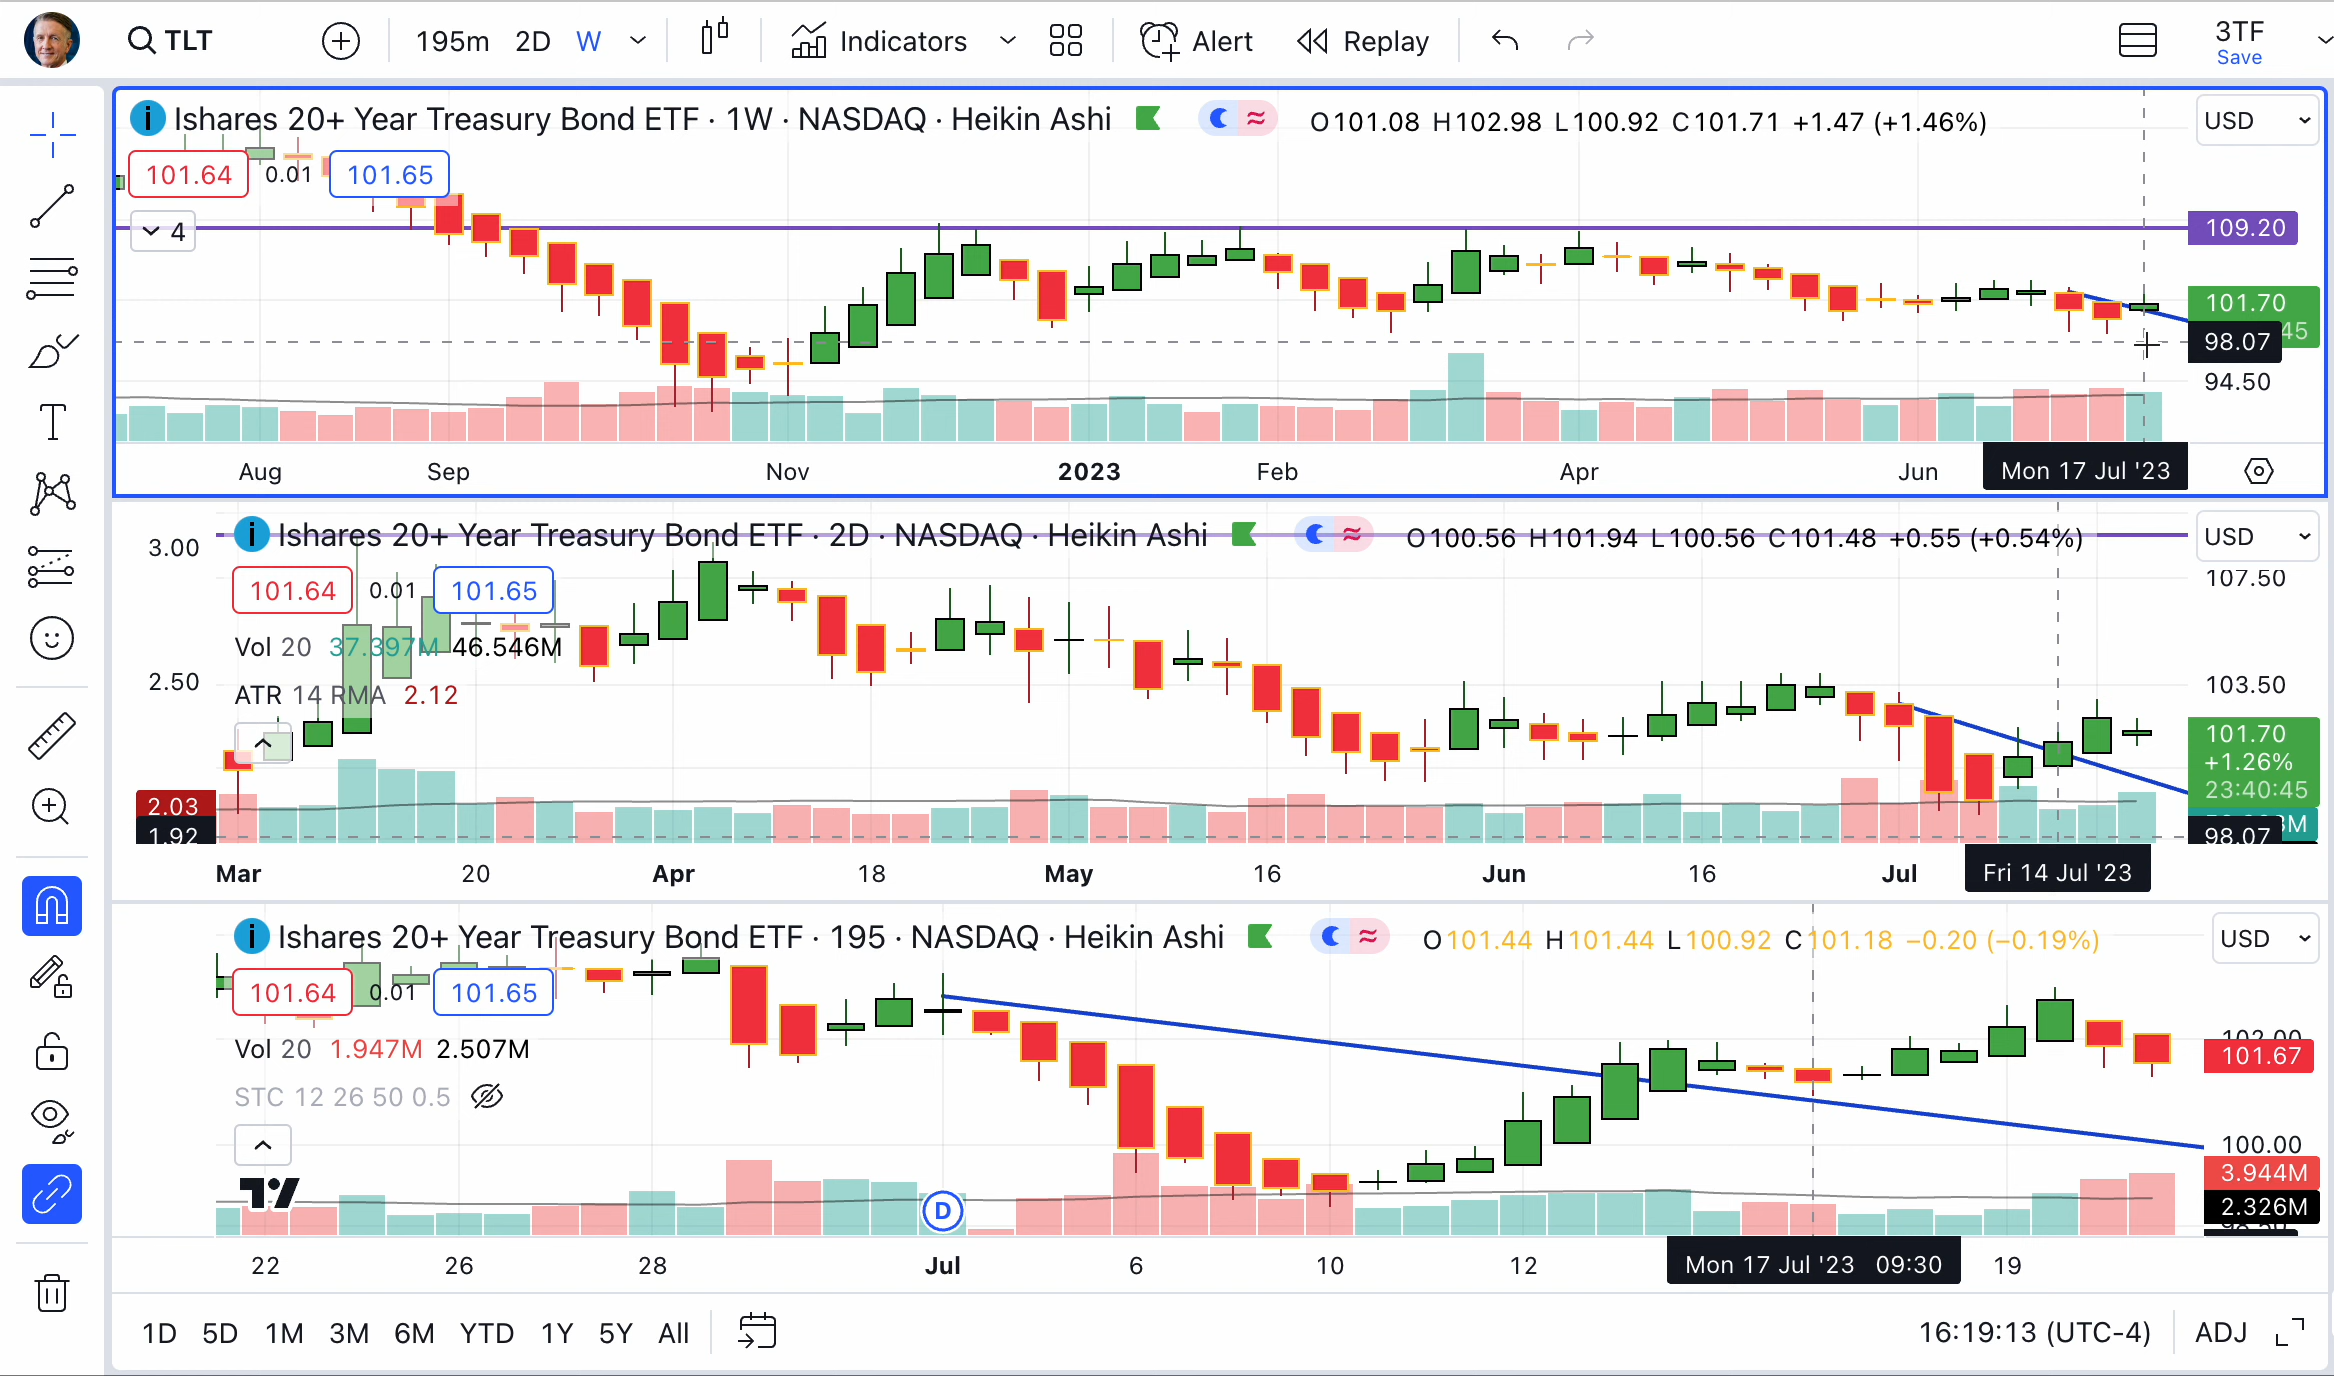 TLT
195m 2D W
Indicators
Alert
Replay
3TF
Save
Ishares 20+ Year Treasury Bond ETF · 1W · NASDAQ · Heikin Ashi
O101.08 H102.98 L100.92 C101.71 +1.47 (+1.46%)
USD
101.64 0.01 101.65
4
109.20
101.70
45
98.07
94.50
Aug Sep Nov 2023 Feb Apr Jun Mon 17 Jul '23
Ishares 20+ Year Treasury Bond ETF · 2D · NASDAQ · Heikin Ashi
O100.56 H101.94 L100.56 C101.48 +0.55 (+0.54%)
USD
3.00
107.50
101.64 0.01 101.65
Vol 20 37.397M 46.546M
2.50
103.50
ATR 14 RMA 2.12
101.70
+1.26%
23:40:45
2.03
1.92
M
98.07
Mar 20 Apr 18 May 16 Jun 16 Jul Fri 14 Jul '23
Ishares 20+ Year Treasury Bond ETF · 195 · NASDAQ · Heikin Ashi
O101.44 H101.44 L100.92 C101.18 −0.20 (−0.19%)
USD
101.64 0.01 101.65
Vol 20 1.947M 2.507M
102.00
101.67
STC 12 26 50 0.5
100.00
3.944M
2.326M
D
22 26 28 Jul 6 10 12 Mon 17 Jul '23 09:30 19
1D 5D 1M 3M 6M YTD 1Y 5Y All
16:19:13 (UTC-4) ADJ